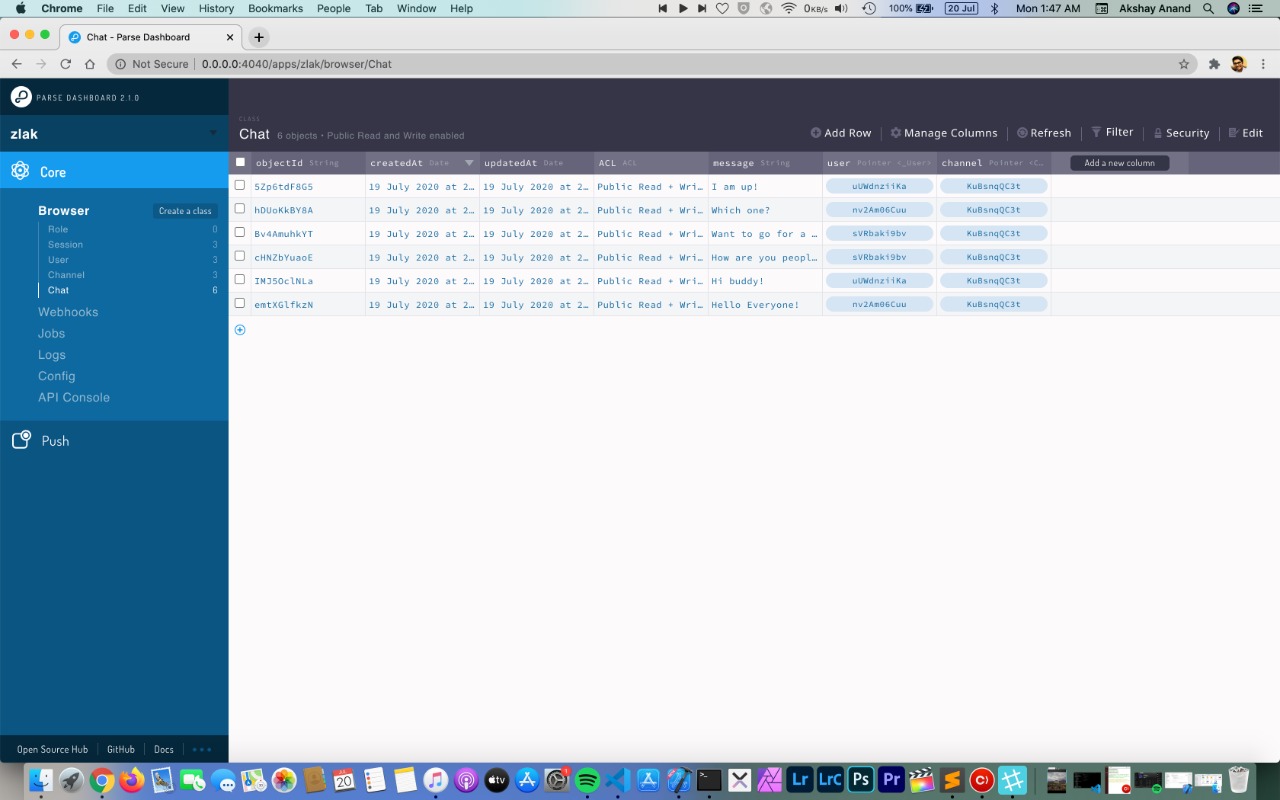 Chrome File Edit View History Bookmarks People Tab Window Help 0KB/s 100% 20 Jul Mon 1:47 AM Akshay Anand
Chat - Parse Dashboard
Not Secure | 0.0.0.0:4040/apps/zlak/browser/Chat
PARSE DASHBOARD 2.1.0
zlak
Core
Browser Create a class
Role 0
Session 3
User 3
Channel 3
Chat 6
Webhooks
Jobs
Logs
Config
API Console
Push
Open Source Hub GitHub Docs
CLASS
Chat 6 objects • Public Read and Write enabled
Add Row Manage Columns Refresh Filter Security Edit
objectId String createdAt Date updatedAt Date ACL ACL message String user Pointer <_User> channel Pointer <C… Add a new column
5Zp6tdF8G5 19 July 2020 at 2… 19 July 2020 at 2… Public Read + Wri… I am up! uUWdnziiKa KuBsnqQC3t
hDUoKkBY8A 19 July 2020 at 2… 19 July 2020 at 2… Public Read + Wri… Which one? nv2Am06Cuu KuBsnqQC3t
Bv4AmuhkYT 19 July 2020 at 2… 19 July 2020 at 2… Public Read + Wri… Want to go for a … sVRbaki9bv KuBsnqQC3t
cHNZbYuaoE 19 July 2020 at 2… 19 July 2020 at 2… Public Read + Wri… How are you peopl… sVRbaki9bv KuBsnqQC3t
IMJ5OclNLa 19 July 2020 at 2… 19 July 2020 at 2… Public Read + Wri… Hi buddy! uUWdnziiKa KuBsnqQC3t
emtXGlfkzN 19 July 2020 at 2… 19 July 2020 at 2… Public Read + Wri… Hello Everyone! nv2Am06Cuu KuBsnqQC3t
JUL 20 tv 1 Lr LrC Ps Pr